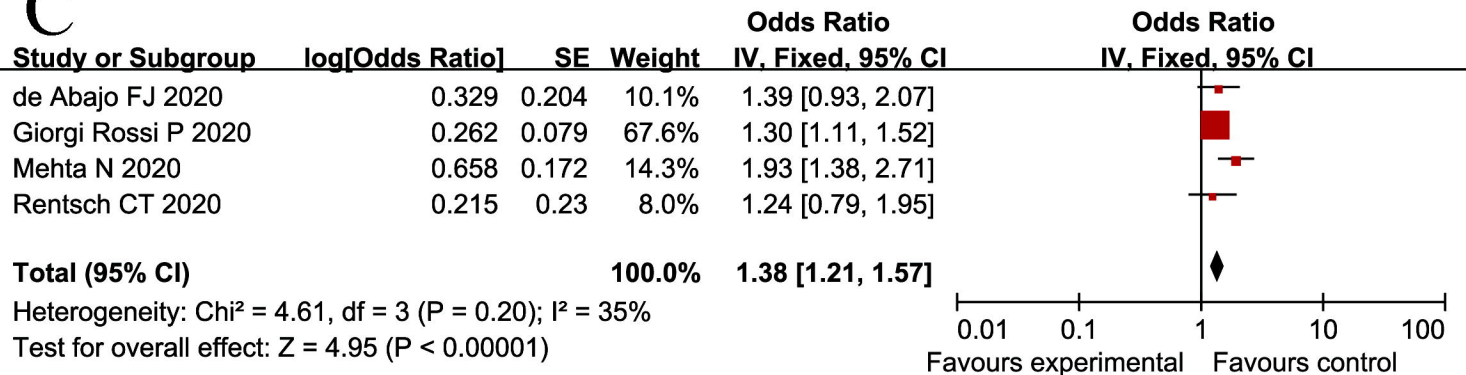 C
Odds Ratio Odds Ratio
Study or Subgroup log[Odds Ratio] SE Weight IV, Fixed, 95% CI IV, Fixed, 95% CI
de Abajo FJ 2020 0.329 0.204 10.1% 1.39 [0.93, 2.07]
Giorgi Rossi P 2020 0.262 0.079 67.6% 1.30 [1.11, 1.52]
Mehta N 2020 0.658 0.172 14.3% 1.93 [1.38, 2.71]
Rentsch CT 2020 0.215 0.23 8.0% 1.24 [0.79, 1.95]
Total (95% CI) 100.0% 1.38 [1.21, 1.57]
Heterogeneity: Chi² = 4.61, df = 3 (P = 0.20); I² = 35%
Test for overall effect: Z = 4.95 (P < 0.00001)
0.01 0.1 1 10 100
Favours experimental Favours control